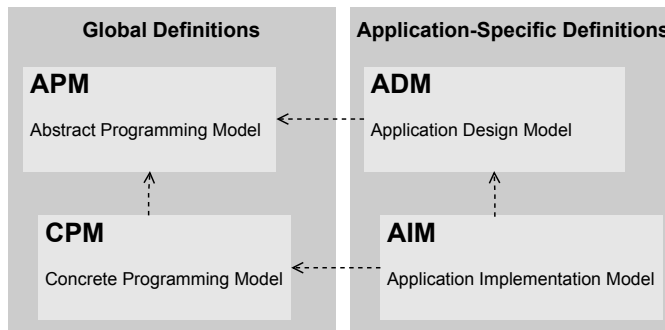 Global Definitions
APM
Abstract Programming Model
CPM
Concrete Programming Model
Application-Specific Definitions
ADM
Application Design Model
AIM
Application Implementation Model